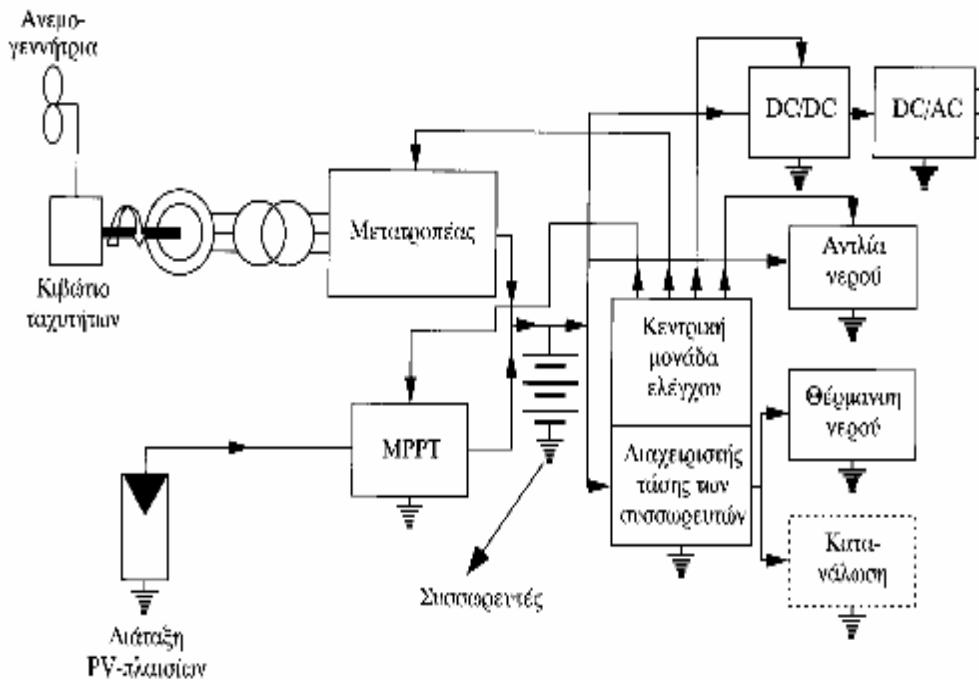 Ανεμο-
γεννήτρια
Κιβώτιο
ταχυτήτων
Μετατροπέας
DC/DC
DC/AC
Αντλία
νερού
Κεντρική
μονάδα
ελέγχου
Θέρμανση
νερού
MPPT
Διαχειριστής
τάσης των
συσσωρευτών
Κατα-
νάλωση
Συσσωρευτές
Διάταξη
PV-πλαισίων